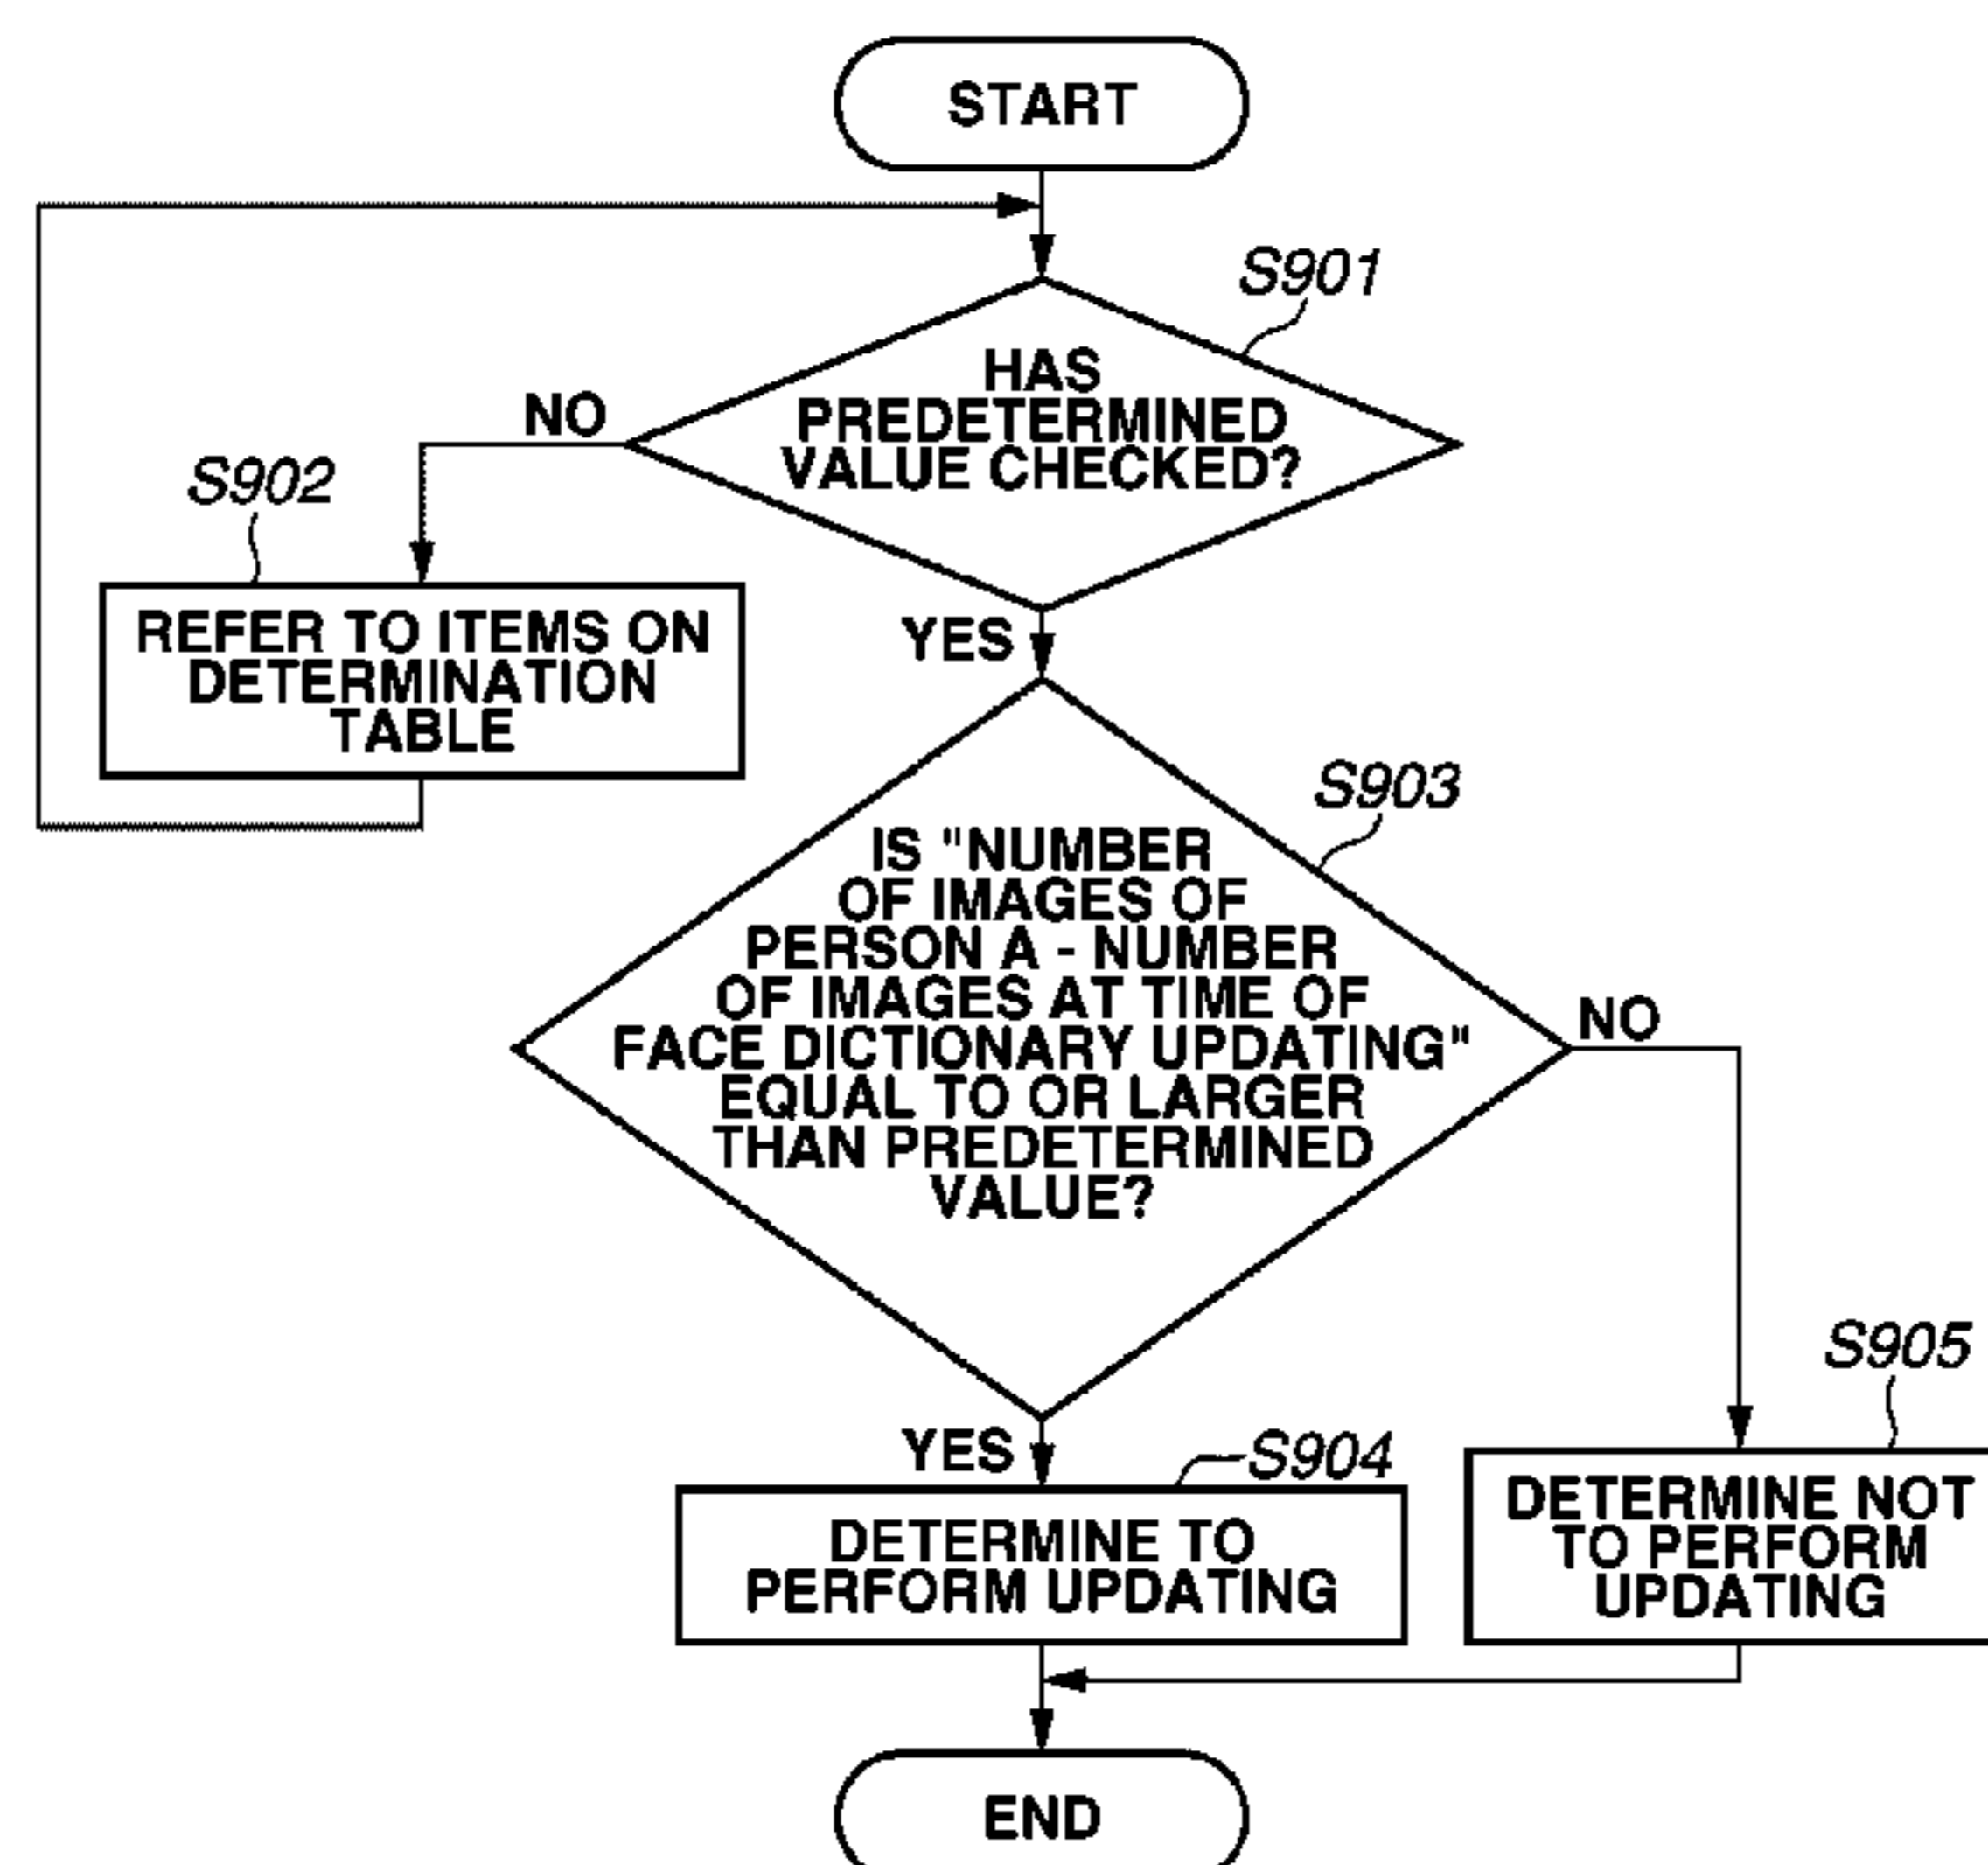 START
S901
HAS
PREDETERMINED
VALUE CHECKED?
NO
S902
REFER TO ITEMS ON
DETERMINATION
TABLE
YES
S903
IS "NUMBER
OF IMAGES OF
PERSON A - NUMBER
OF IMAGES AT TIME OF
FACE DICTIONARY UPDATING"
EQUAL TO OR LARGER
THAN PREDETERMINED
VALUE?
NO
YES
S904
DETERMINE TO
PERFORM UPDATING
S905
DETERMINE NOT
TO PERFORM
UPDATING
END